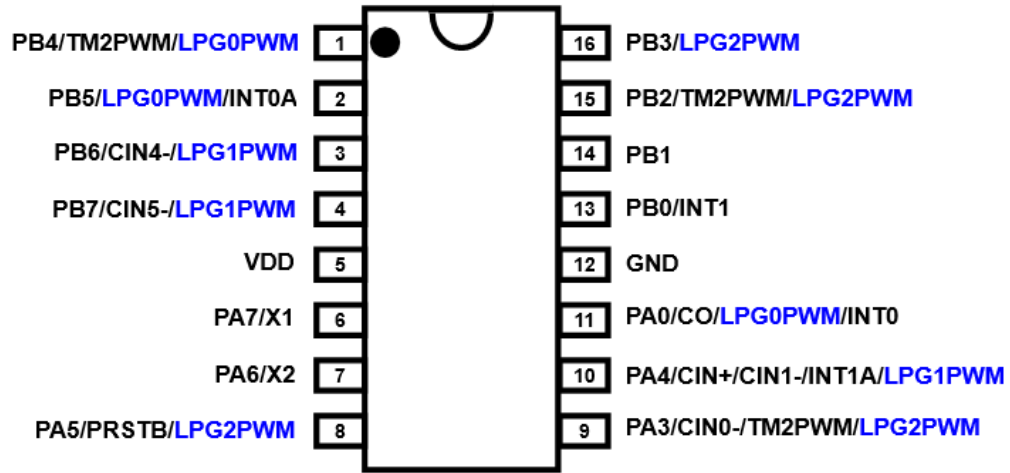 PB4/TM2PWM/LPG0PWM 1 16 PB3/LPG2PWM
PB5/LPG0PWM/INT0A 2 15 PB2/TM2PWM/LPG2PWM
PB6/CIN4-/LPG1PWM 3 14 PB1
PB7/CIN5-/LPG1PWM 4 13 PB0/INT1
VDD 5 12 GND
PA7/X1 6 11 PA0/CO/LPG0PWM/INT0
PA6/X2 7 10 PA4/CIN+/CIN1-/INT1A/LPG1PWM
PA5/PRSTB/LPG2PWM 8 9 PA3/CIN0-/TM2PWM/LPG2PWM